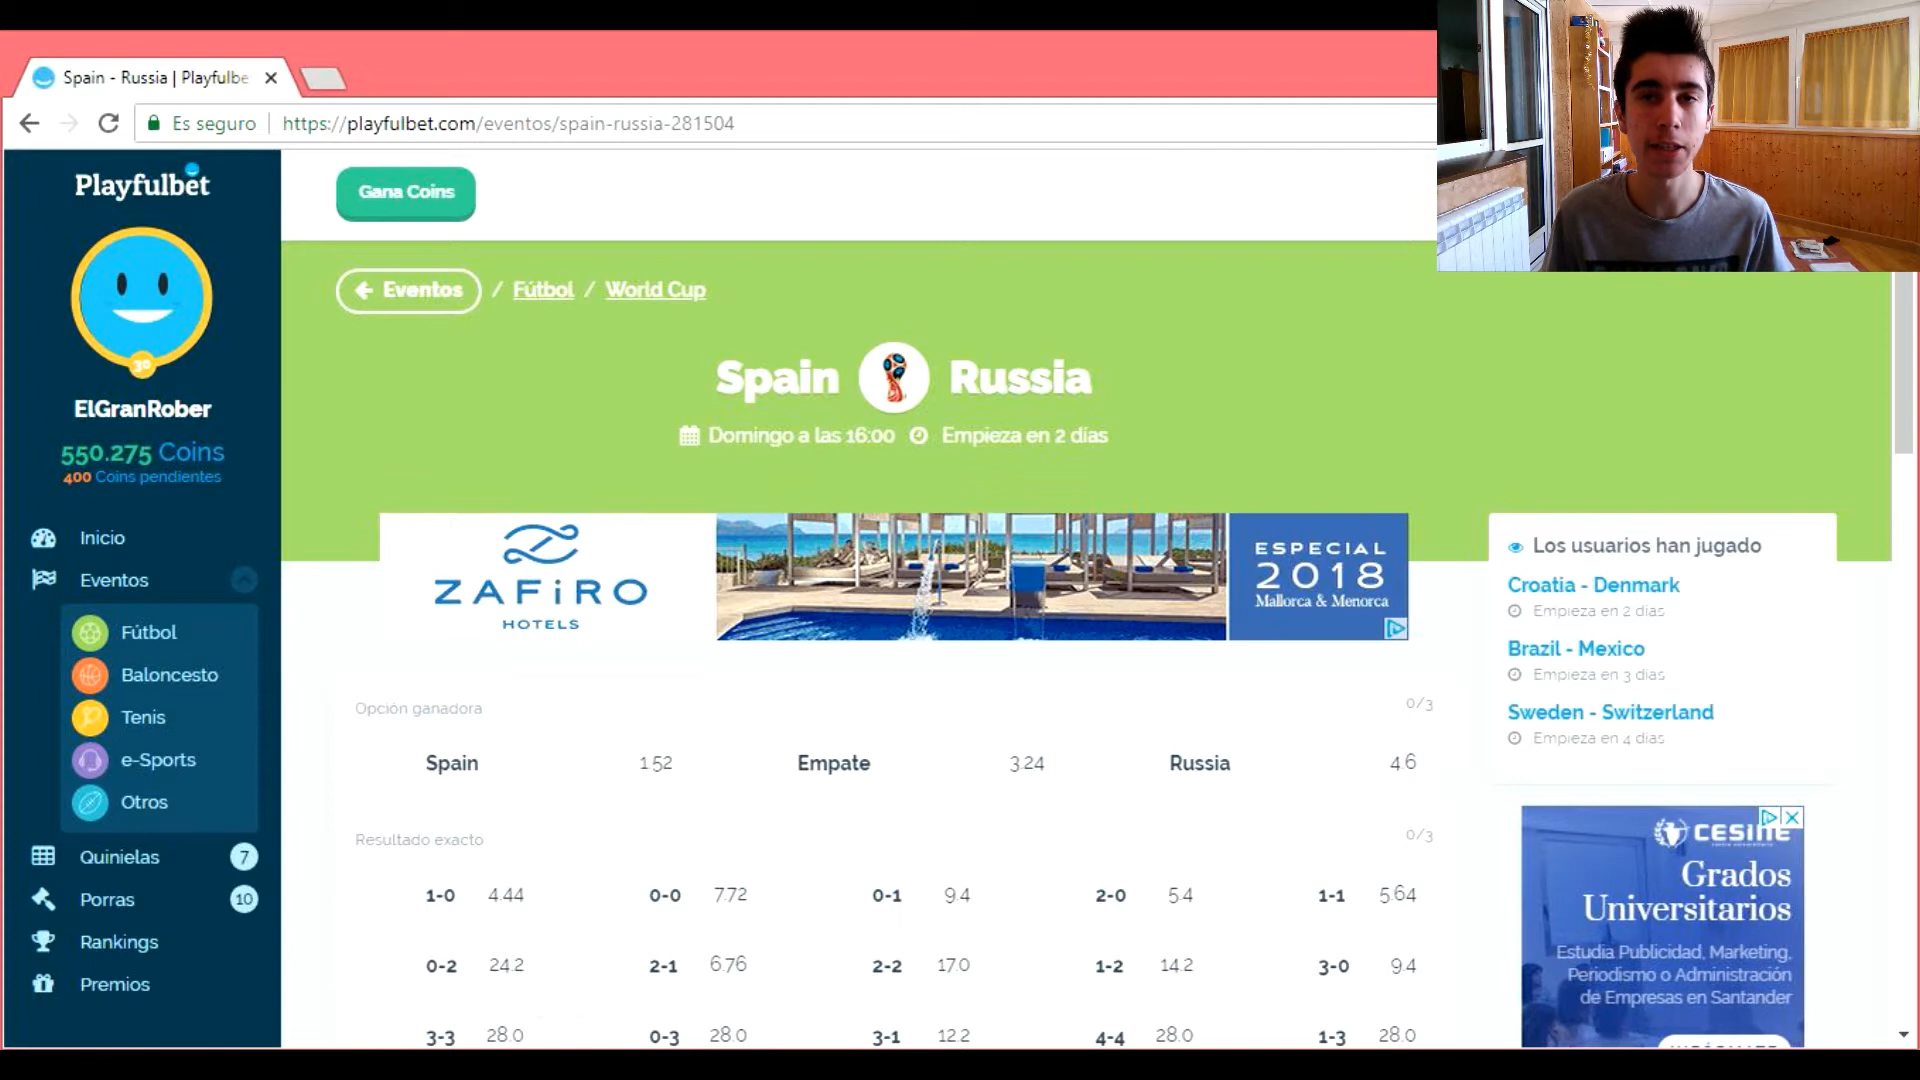 Spain - Russia | Playfulbe
Es seguro
https://playfulbet.com/eventos/spain-russia-281504
Playfulbet
Gana Coins
30
ElGranRober
550.275 Coins
400 Coins pendientes
Inicio
Eventos
Fútbol
Baloncesto
Tenis
e-Sports
Otros
Quinielas 7
Porras 10
Rankings
Premios
Eventos / Fútbol / World Cup
Spain Russia
Domingo a las 16:00 Empieza en 2 días
ZAFiRO
HOTELS
ESPECIAL
2018
Mallorca & Menorca
Opción ganadora 0/3
Spain 1.52 Empate 3.24 Russia 4.6
Resultado exacto 0/3
1-0 4.44 0-0 7.72 0-1 9.4 2-0 5.4 1-1 5.64
0-2 24.2 2-1 6.76 2-2 17.0 1-2 14.2 3-0 9.4
3-3 28.0 0-3 28.0 3-1 12.2 4-4 28.0 1-3 28.0
Los usuarios han jugado
Croatia - Denmark
Empieza en 2 días
Brazil - Mexico
Empieza en 3 días
Sweden - Switzerland
Empieza en 4 días
CESINE
Grados
Universitarios
Estudia Publicidad, Marketing,
Periodismo o Administración
de Empresas en Santander